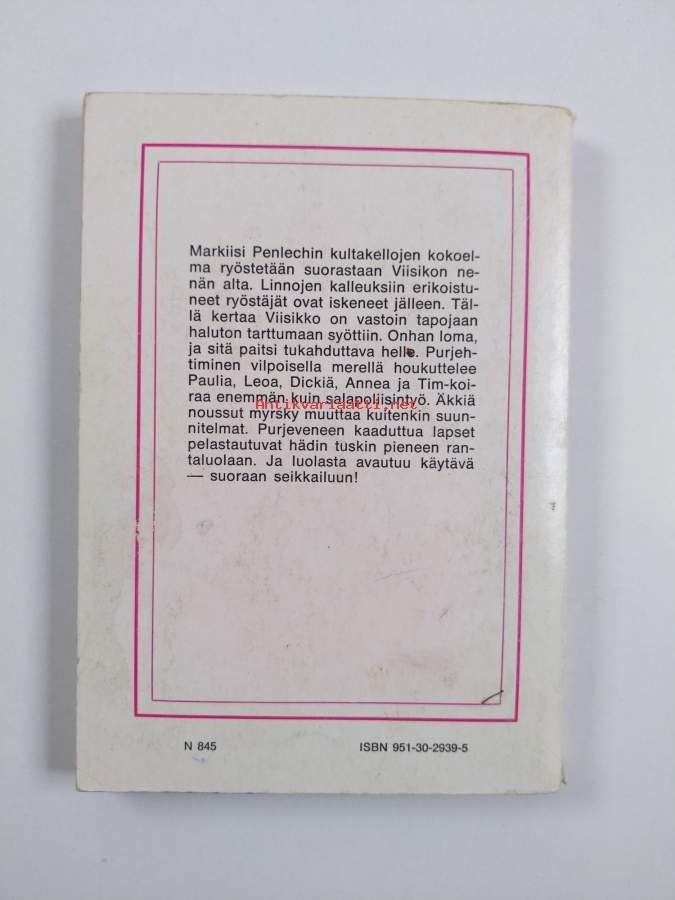 Markiisi Penlechin kultakellojen kokoel-
ma ryöstetään suorastaan Viisikon ne-
nän alta. Linnojen kalleuksiin erikoistu-
neet ryöstäjät ovat iskeneet jälleen. Täl-
lä kertaa Viisikko on vastoin tapojaan
haluton tarttumaan syöttiin. Onhan loma,
ja sitä paitsi tukahduttava helle. Purjeh-
timinen vilpoisella merellä houkuttelee
Paulia, Leoa, Dickiä, Annea ja Tim-koi-
raa enemmän kuin salapoliisintyö. Äkkiä
Antikvariaatti.net
noussut myrsky muuttaa kuitenkin suun-
nitelmat. Purjeveneen kaaduttua lapset
pelastautuvat hädin tuskin pieneen ran-
taluolaan. Ja luolasta avautuu käytävä
— suoraan seikkailuun!
N 845
ISBN 951-30-2939-5